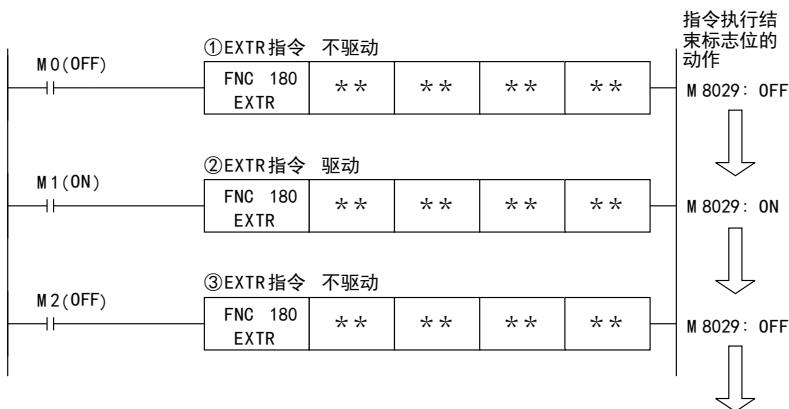 指令执行结
束标志位的
动作
①EXTR指令 不驱动
M0(OFF)
FNC 180
EXTR
** ** ** **
M8029: OFF
②EXTR指令 驱动
M1(ON)
FNC 180
EXTR
** ** ** **
M8029: ON
③EXTR指令 不驱动
M2(OFF)
FNC 180
EXTR
** ** ** **
M8029: OFF